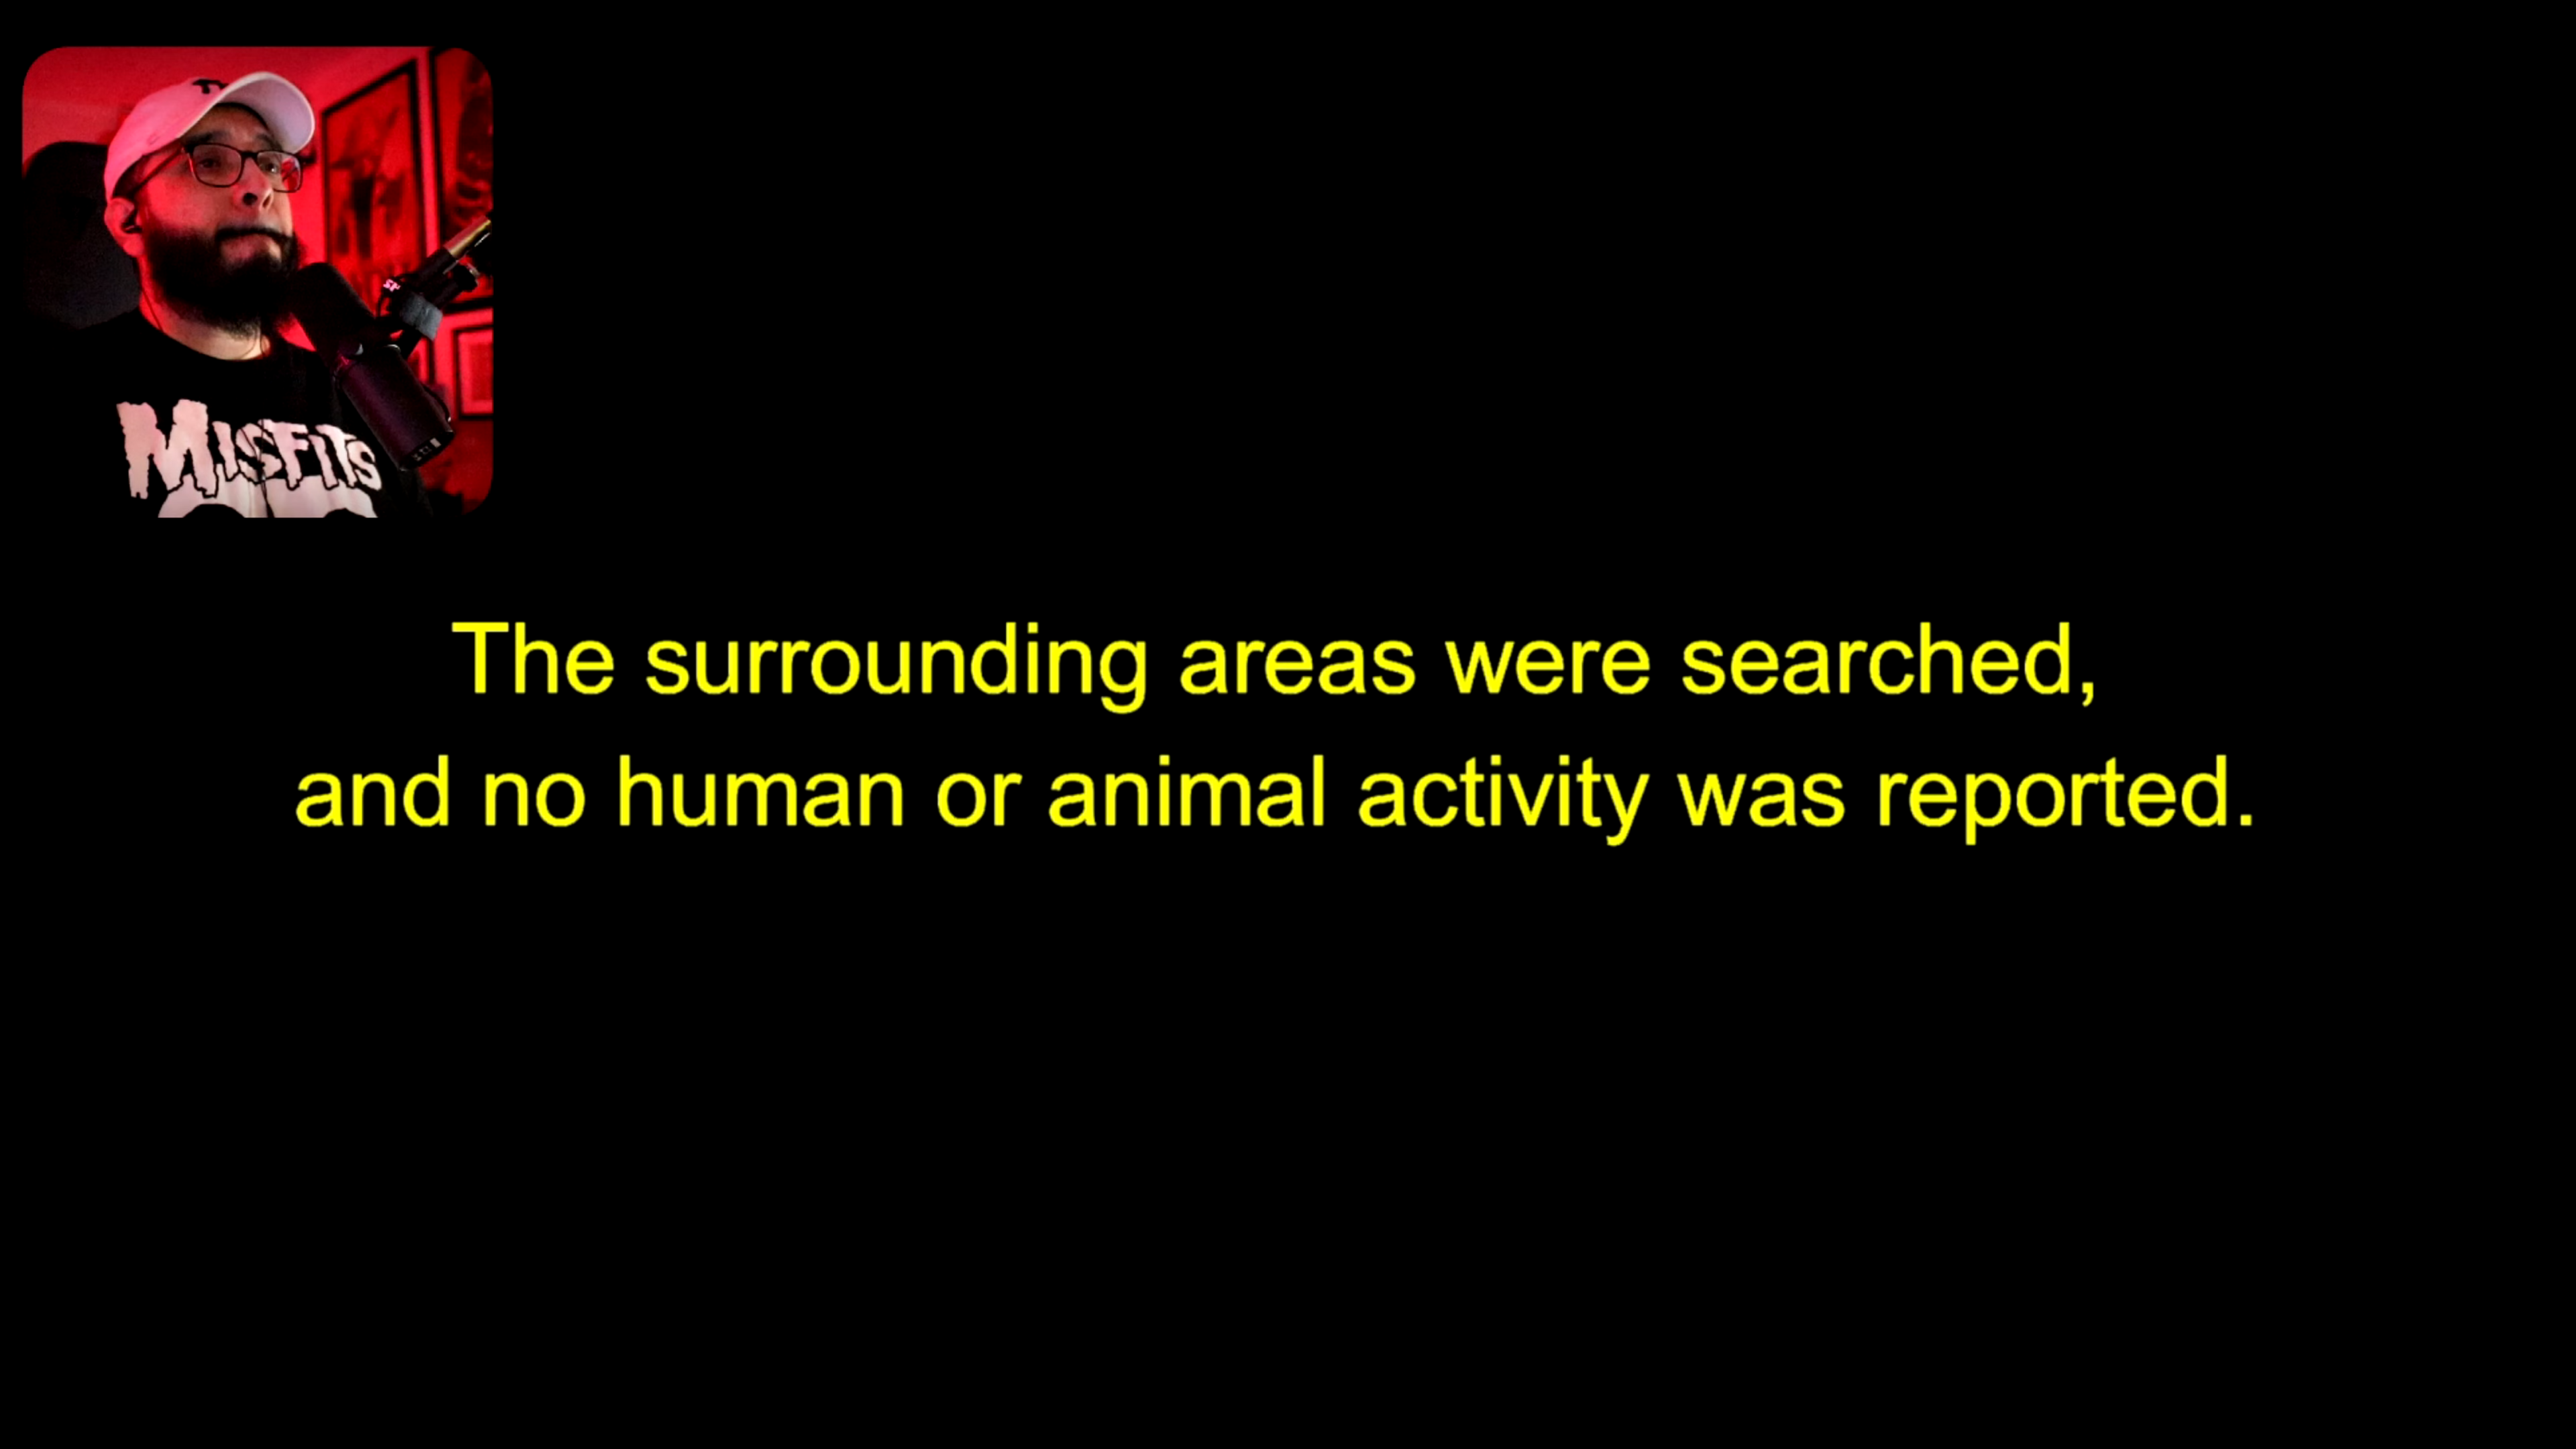 MISFITS
The surrounding areas were searched,
and no human or animal activity was reported.